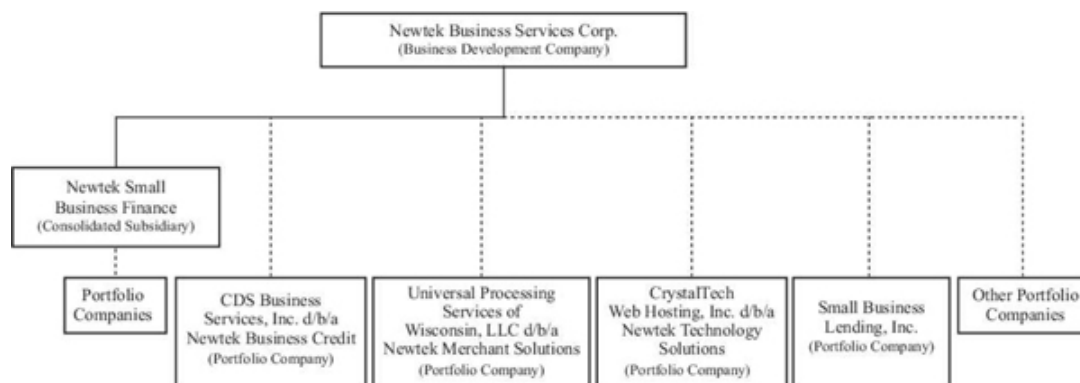 Newtek Business Services Corp.
(Business Development Company)
Newtek Small
Business Finance
(Consolidated Subsidiary)
Portfolio
Companies
CDS Business
Services, Inc. d/b/a
Newtek Business Credit
(Portfolio Company)
Universal Processing
Services of
Wisconsin, LLC d/b/a
Newtek Merchant Solutions
(Portfolio Company)
CrystalTech
Web Hosting, Inc. d/b/a
Newtek Technology
Solutions
(Portfolio Company)
Small Business
Lending, Inc.
(Portfolio Company)
Other Portfolio
Companies